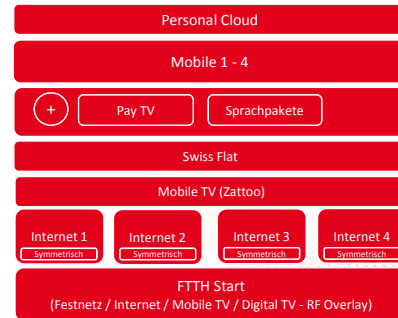 Personal Cloud
Mobile 1 - 4
+ Pay TV Sprachpakete
Swiss Flat
Mobile TV (Zattoo)
Internet 1 Internet 2 Internet 3 Internet 4
Symmetrisch Symmetrisch Symmetrisch Symmetrisch
FTTH Start
(Festnetz / Internet / Mobile TV / Digital TV - RF Overlay)